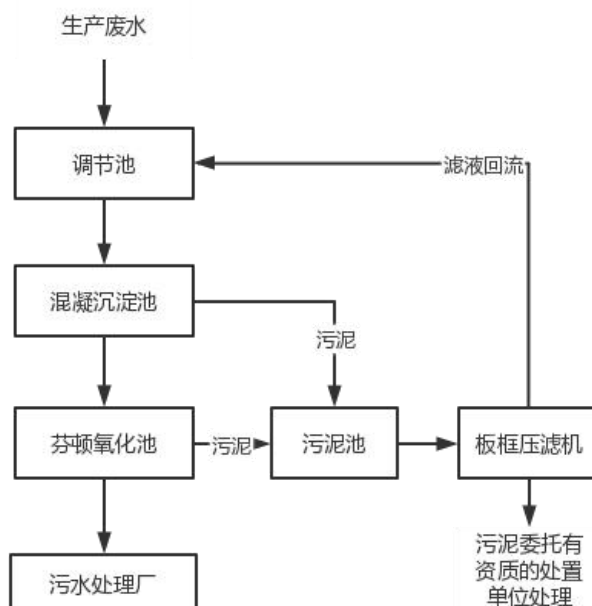 生产废水
调节池
滤液回流
混凝沉淀池
污泥
芬顿氧化池
污泥
污泥池
板框压滤机
污水处理厂
污泥委托有
资质的处置
单位处理